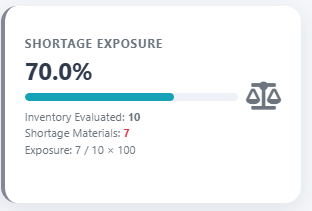 SHORTAGE EXPOSURE
70.0%
Inventory Evaluated: 10
Shortage Materials: 7
Exposure: 7 / 10 × 100